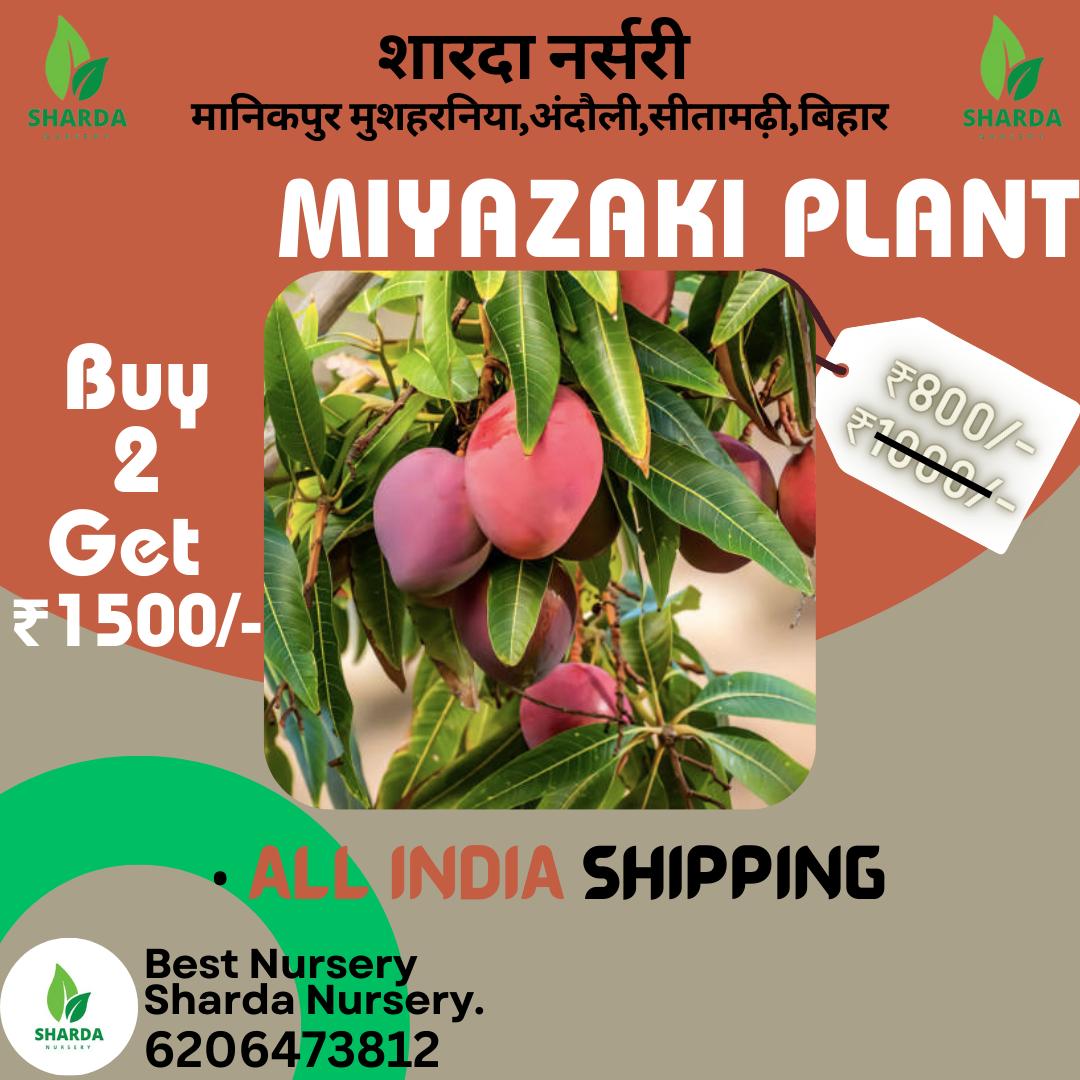 शारदा नर्सरी
मानिकपुर मुशहरनिया,अंदौली,सीतामढ़ी,बिहार
SHARDA
NURSERY
SHARDA
NURSERY
MIYAZAKI PLANT
Buy
2
Get
₹1500/-
₹800/-
₹1000/-
• ALL INDIA SHIPPING
Best Nursery
Sharda Nursery.
6206473812
SHARDA
NURSERY